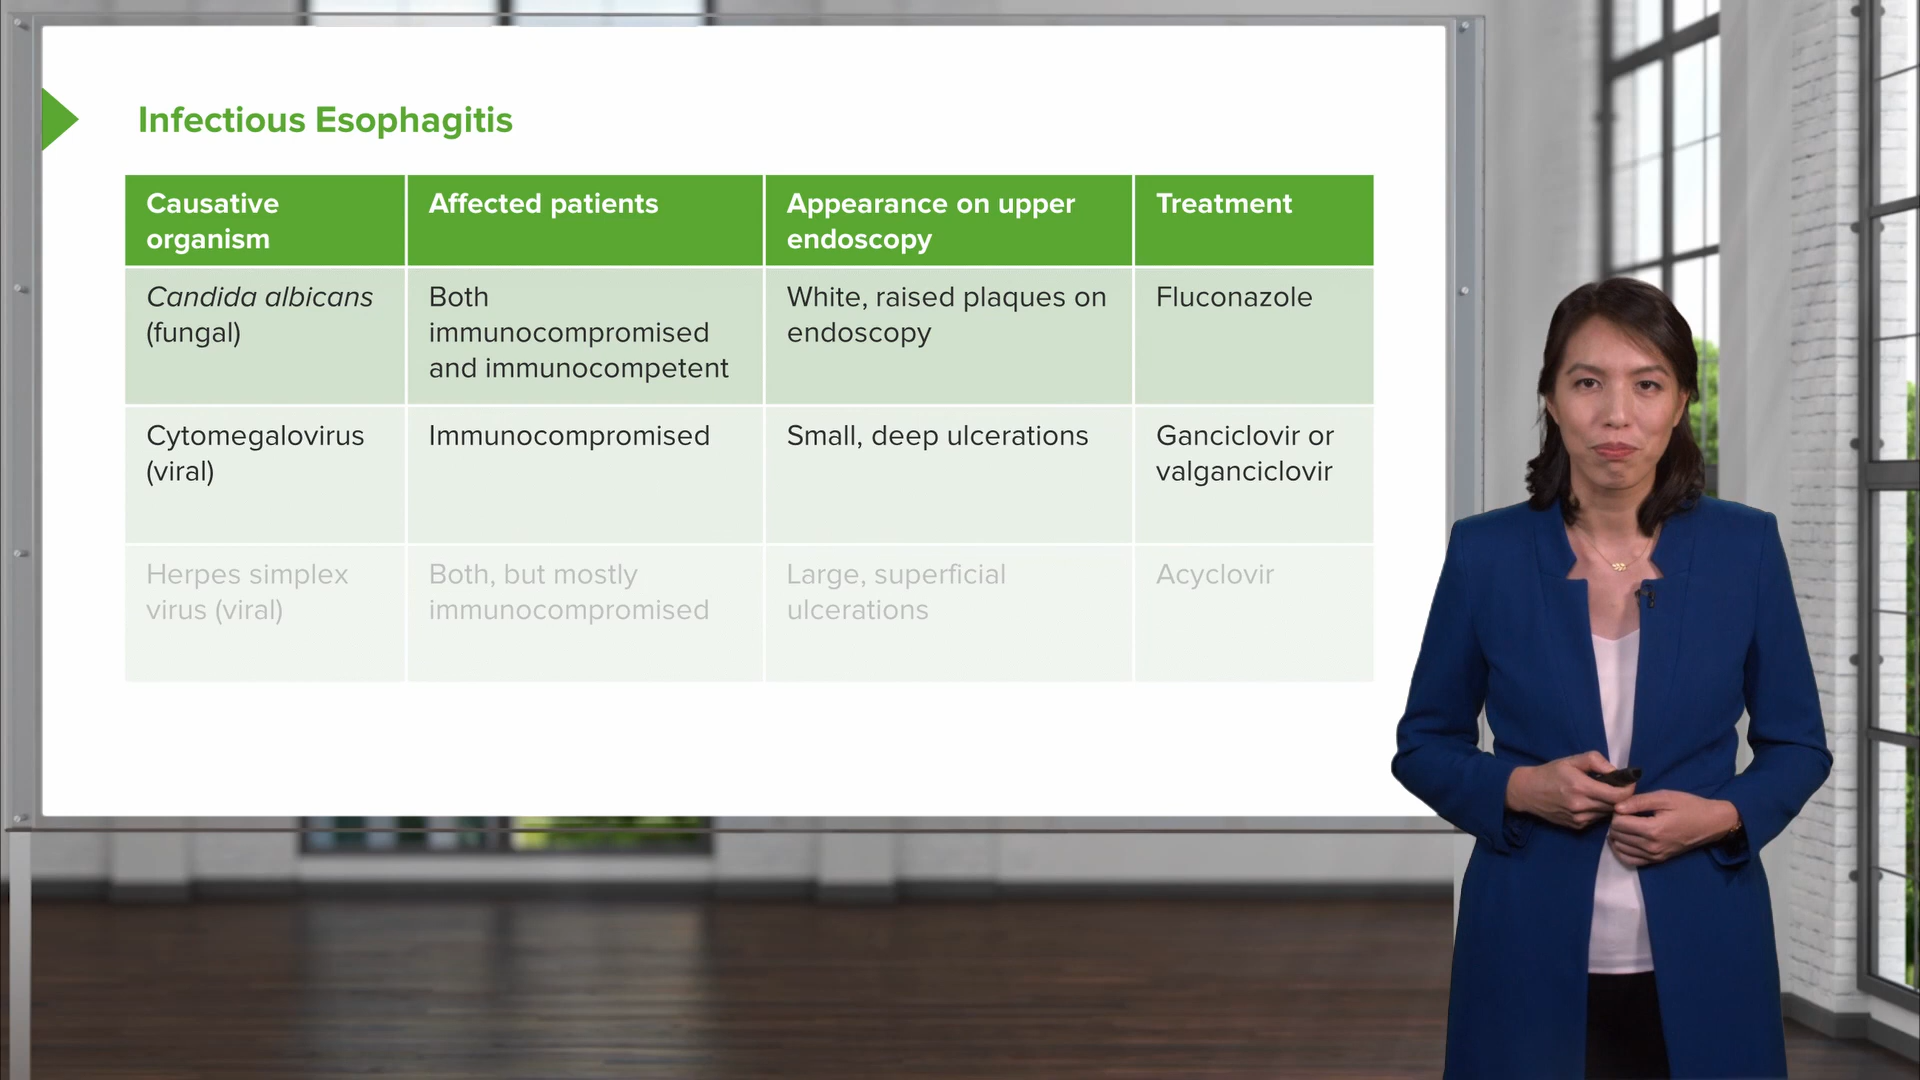 Infectious Esophagitis
Causative
organism
Affected patients
Appearance on upper
endoscopy
Treatment
Candida albicans
(fungal)
Both
immunocompromised
and immunocompetent
White, raised plaques on
endoscopy
Fluconazole
Cytomegalovirus
(viral)
Immunocompromised
Small, deep ulcerations
Ganciclovir or
valganciclovir
Herpes simplex
virus (viral)
Both, but mostly
immunocompromised
Large, superficial
ulcerations
Acyclovir